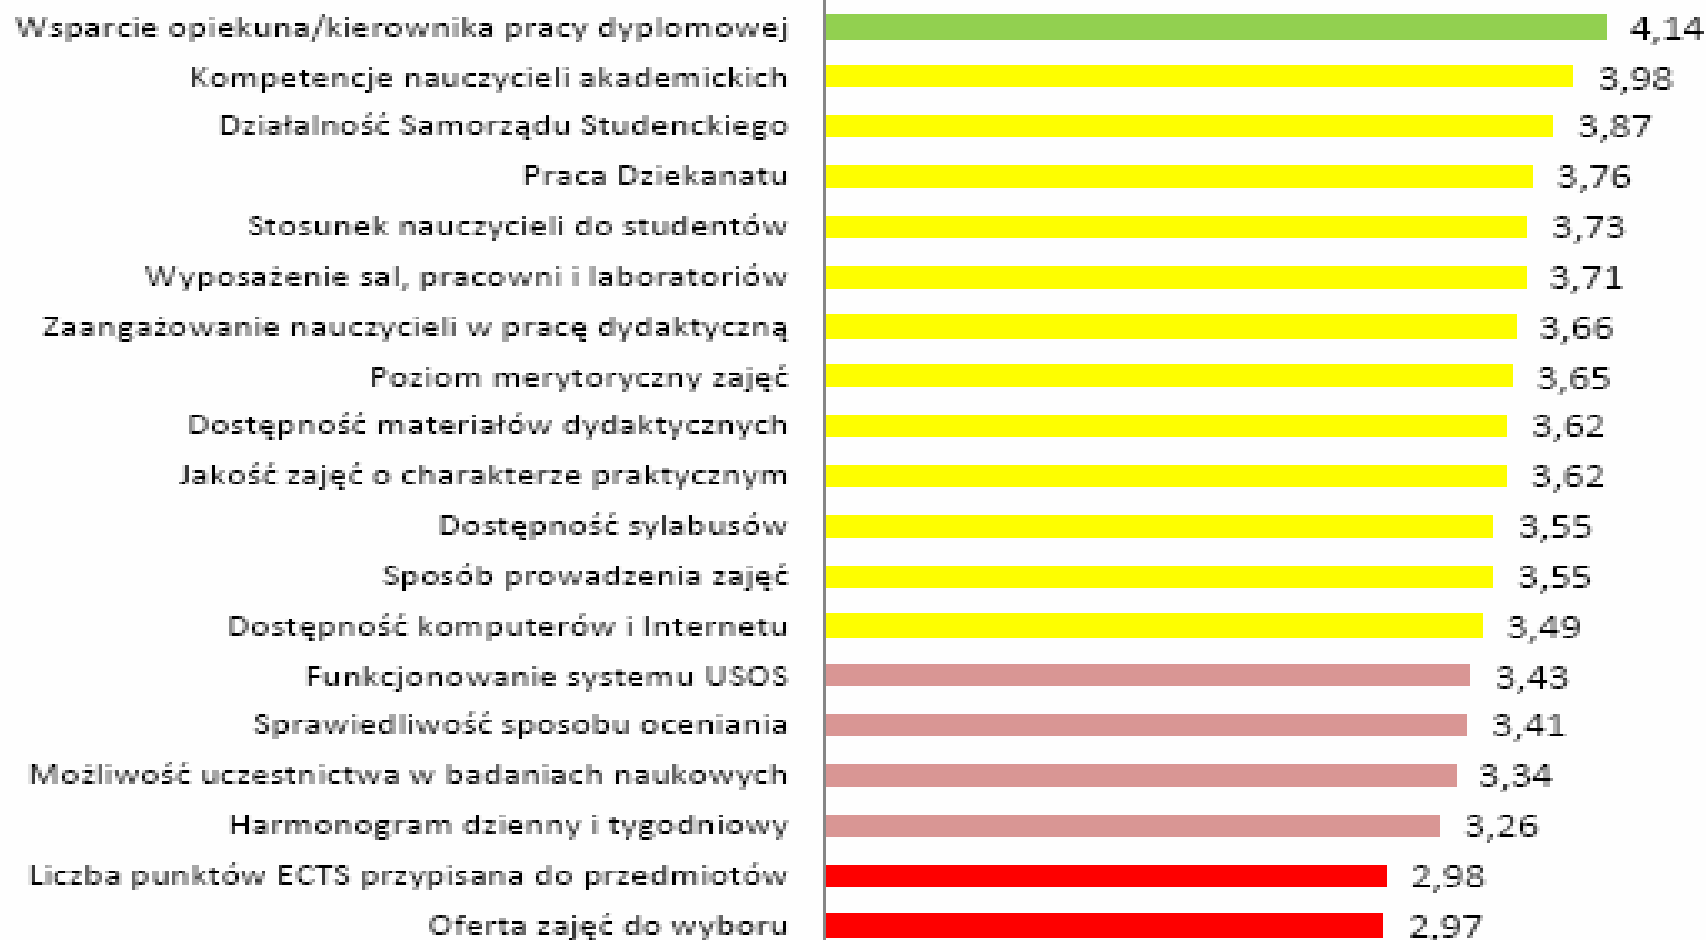 Wsparcie opiekuna/kierownika pracy dyplomowej 4,14
Kompetencje nauczycieli akademickich 3,98
Działalność Samorządu Studenckiego 3,87
Praca Dziekanatu 3,76
Stosunek nauczycieli do studentów 3,73
Wyposażenie sal, pracowni i laboratoriów 3,71
Zaangażowanie nauczycieli w pracę dydaktyczną 3,66
Poziom merytoryczny zajęć 3,65
Dostępność materiałów dydaktycznych 3,62
Jakość zajęć o charakterze praktycznym 3,62
Dostępność sylabusów 3,55
Sposób prowadzenia zajęć 3,55
Dostępność komputerów i Internetu 3,49
Funkcjonowanie systemu USOS 3,43
Sprawiedliwość sposobu oceniania 3,41
Możliwość uczestnictwa w badaniach naukowych 3,34
Harmonogram dzienny i tygodniowy 3,26
Liczba punktów ECTS przypisana do przedmiotów 2,98
Oferta zajęć do wyboru 2,97